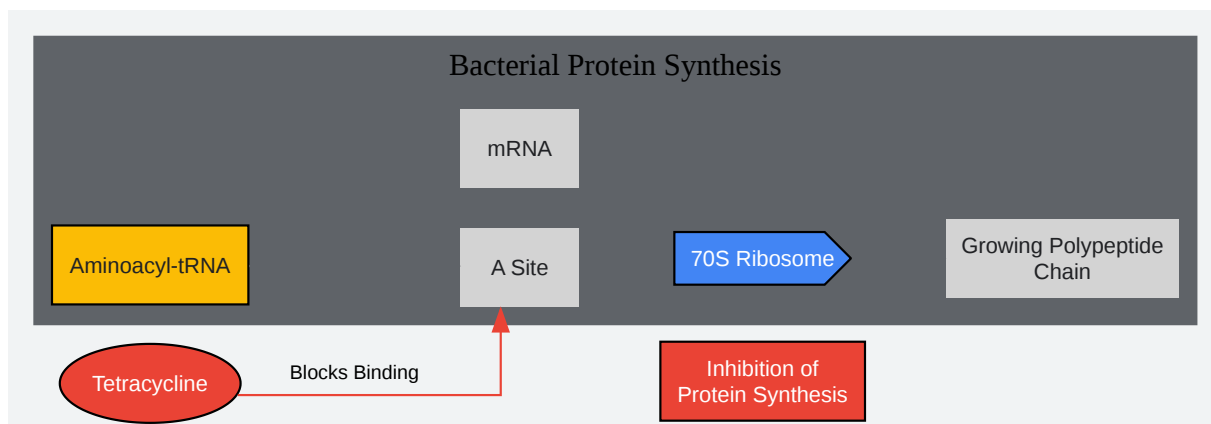 Bacterial Protein Synthesis
mRNA
Aminoacyl-tRNA
A Site
70S Ribosome
Growing Polypeptide
Chain
Tetracycline
Blocks Binding
Inhibition of
Protein Synthesis